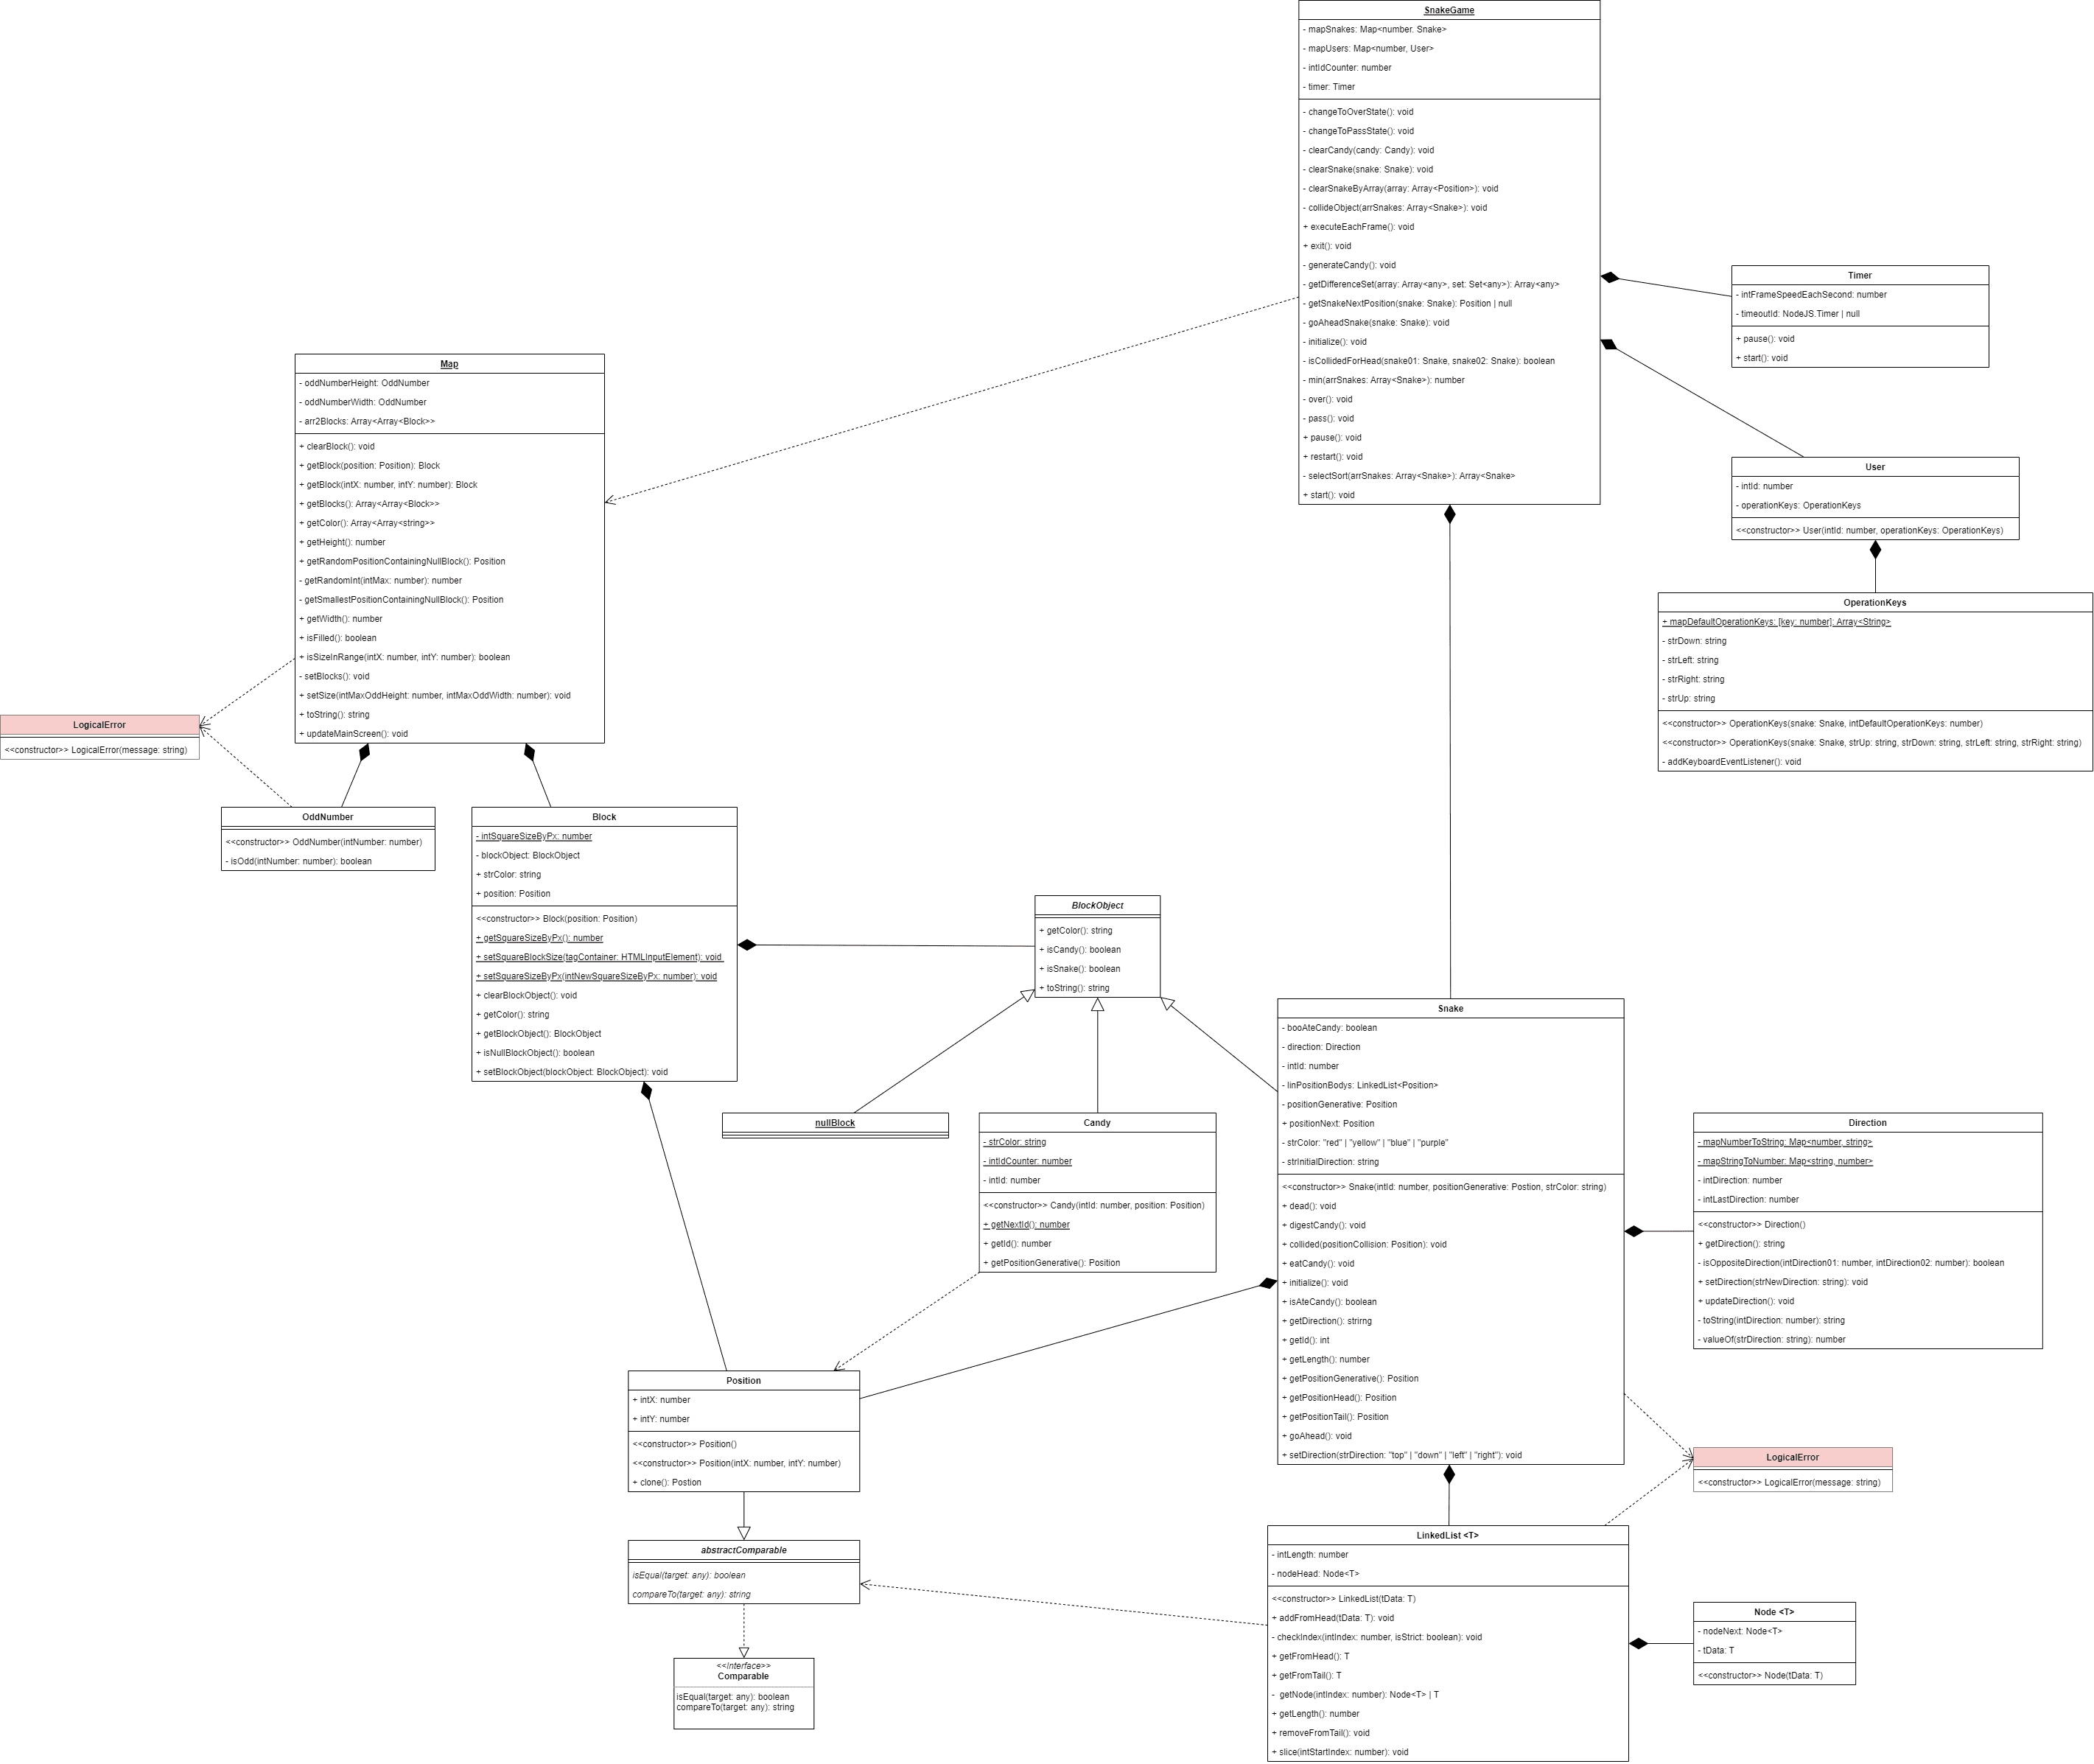 SnakeGame
- mapSnakes: Map<number. Snake>
- mapUsers: Map<number, User>
- intIdCounter: number
- timer: Timer
- changeToOverState(): void
- changeToPassState(): void
- clearCandy(candy: Candy): void
- clearSnake(snake: Snake): void
- clearSnakeByArray(array: Array<Position>): void
- collideObject(arrSnakes: Array<Snake>): void
+ executeEachFrame(): void
+ exit(): void
- generateCandy(): void
- getDifferenceSet(array: Array<any>, set: Set<any>): Array<any>
- getSnakeNextPosition(snake: Snake): Position | null
- goAheadSnake(snake: Snake): void
- initialize(): void
- isCollidedForHead(snake01: Snake, snake02: Snake): boolean
- min(arrSnakes: Array<Snake>): number
- over(): void
- pass(): void
+ pause(): void
+ restart(): void
- selectSort(arrSnakes: Array<Snake>): Array<Snake>
+ start(): void
Timer
- intFrameSpeedEachSecond: number
- timeoutId: NodeJS.Timer | null
+ pause(): void
+ start(): void
User
- intId: number
- operationKeys: OperationKeys
<<constructor>> User(intId: number, operationKeys: OperationKeys)
OperationKeys
+ mapDefaultOperationKeys: [key: number]: Array<String>
- strDown: string
- strLeft: string
- strRight: string
- strUp: string
<<constructor>> OperationKeys(snake: Snake, intDefaultOperationKeys: number)
<<constructor>> OperationKeys(snake: Snake, strUp: string, strDown: string, strLeft: string, strRight: string)
- addKeyboardEventListener(): void
Map
- oddNumberHeight: OddNumber
- oddNumberWidth: OddNumber
- arr2Blocks: Array<Array<Block>>
+ clearBlock(): void
+ getBlock(position: Position): Block
+ getBlock(intX: number, intY: number): Block
+ getBlocks(): Array<Array<Block>>
+ getColor(): Array<Array<string>>
+ getHeight(): number
+ getRandomPositionContainingNullBlock(): Position
- getRandomInt(intMax: number): number
- getSmallestPositionContainingNullBlock(): Position
+ getWidth(): number
+ isFilled(): boolean
+ isSizeInRange(intX: number, intY: number): boolean
- setBlocks(): void
+ setSize(intMaxOddHeight: number, intMaxOddWidth: number): void
+ toString(): string
+ updateMainScreen(): void
LogicalError
<<constructor>> LogicalError(message: string)
OddNumber
<<constructor>> OddNumber(intNumber: number)
- isOdd(intNumber: number): boolean
Block
- intSquareSizeByPx: number
- blockObject: BlockObject
+ strColor: string
+ position: Position
<<constructor>> Block(position: Position)
+ getSquareSizeByPx(): number
+ setSquareBlockSize(tagContainer: HTMLInputElement): void
+ setSquareSizeByPx(intNewSquareSizeByPx: number): void
+ clearBlockObject(): void
+ getColor(): string
+ getBlockObject(): BlockObject
+ isNullBlockObject(): boolean
+ setBlockObject(blockObject: BlockObject): void
BlockObject
+ getColor(): string
+ isCandy(): boolean
+ isSnake(): boolean
+ toString(): string
nullBlock
Candy
- strColor: string
- intIdCounter: number
- intId: number
<<constructor>> Candy(intId: number, position: Position)
+ getNextId(): number
+ getId(): number
+ getPositionGenerative(): Position
Snake
- booAteCandy: boolean
- direction: Direction
- intId: number
- linPositionBodys: LinkedList<Position>
- positionGenerative: Position
+ positionNext: Position
- strColor: "red" | "yellow" | "blue" | "purple"
- strInitialDirection: string
<<constructor>> Snake(intId: number, positionGenerative: Postion, strColor: string)
+ dead(): void
+ digestCandy(): void
+ collided(positionCollision: Position): void
+ eatCandy(): void
+ initialize(): void
+ isAteCandy(): boolean
+ getDirection(): strirng
+ getId(): int
+ getLength(): number
+ getPositionGenerative(): Position
+ getPositionHead(): Position
+ getPositionTail(): Position
+ goAhead(): void
+ setDirection(strDirection: "top" | "down" | "left" | "right"): void
Direction
- mapNumberToString: Map<number, string>
- mapStringToNumber: Map<string, number>
- intDirection: number
- intLastDirection: number
<<constructor>> Direction()
+ getDirection(): string
- isOppositeDirection(intDirection01: number, intDirection02: number): boolean
+ setDirection(strNewDirection: string): void
+ updateDirection(): void
- toString(intDirection: number): string
- valueOf(strDirection: string): number
Position
+ intX: number
+ intY: number
<<constructor>> Position()
<<constructor>> Position(intX: number, intY: number)
+ clone(): Postion
LogicalError
<<constructor>> LogicalError(message: string)
abstractComparable
isEqual(target: any): boolean
compareTo(target: any): string
<<interface>>
Comparable
isEqual(target: any): boolean
compareTo(target: any): string
LinkedList <T>
- intLength: number
- nodeHead: Node<T>
<<constructor>> LinkedList(tData: T)
+ addFromHead(tData: T): void
- checkIndex(intIndex: number, isStrict: boolean): void
+ getFromHead(): T
+ getFromTail(): T
- getNode(intIndex: number): Node<T> | T
+ getLength(): number
+ removeFromTail(): void
+ slice(intStartIndex: number): void
Node <T>
- nodeNext: Node<T>
- tData: T
<<constructor>> Node(tData: T)